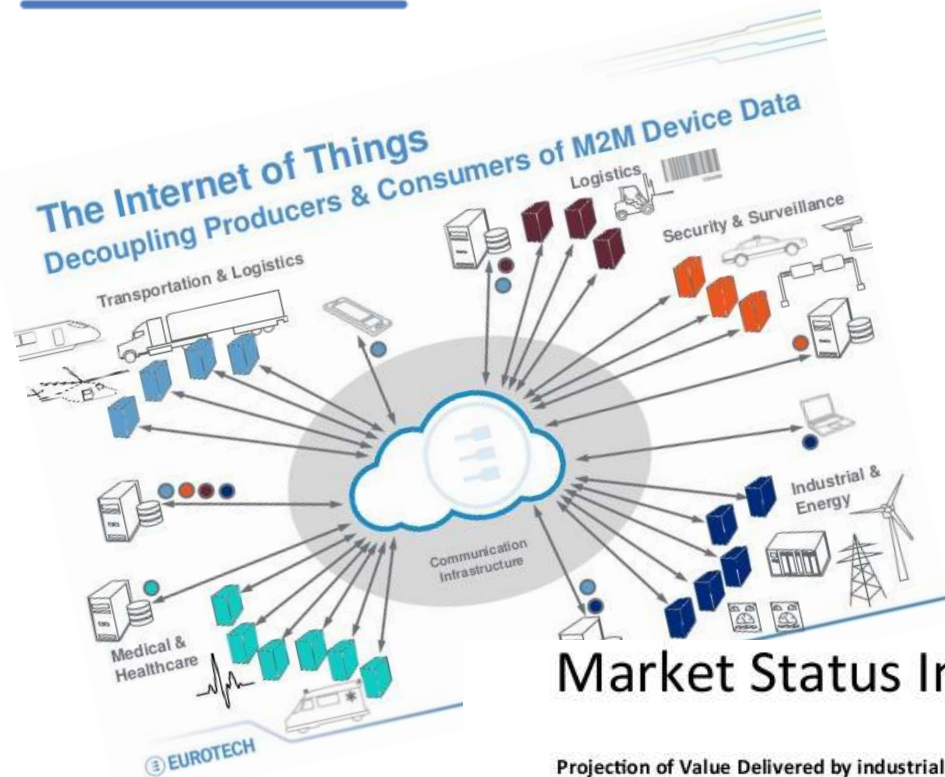 The Internet of Things
Decoupling Producers & Consumers of M2M Device Data
Logistics
Security & Surveillance
Transportation & Logistics
Industrial &
Energy
Communication
Infrastructure
Medical &
Healthcare
EUROTECH
Market Status
Projection of Value Delivered by industrial